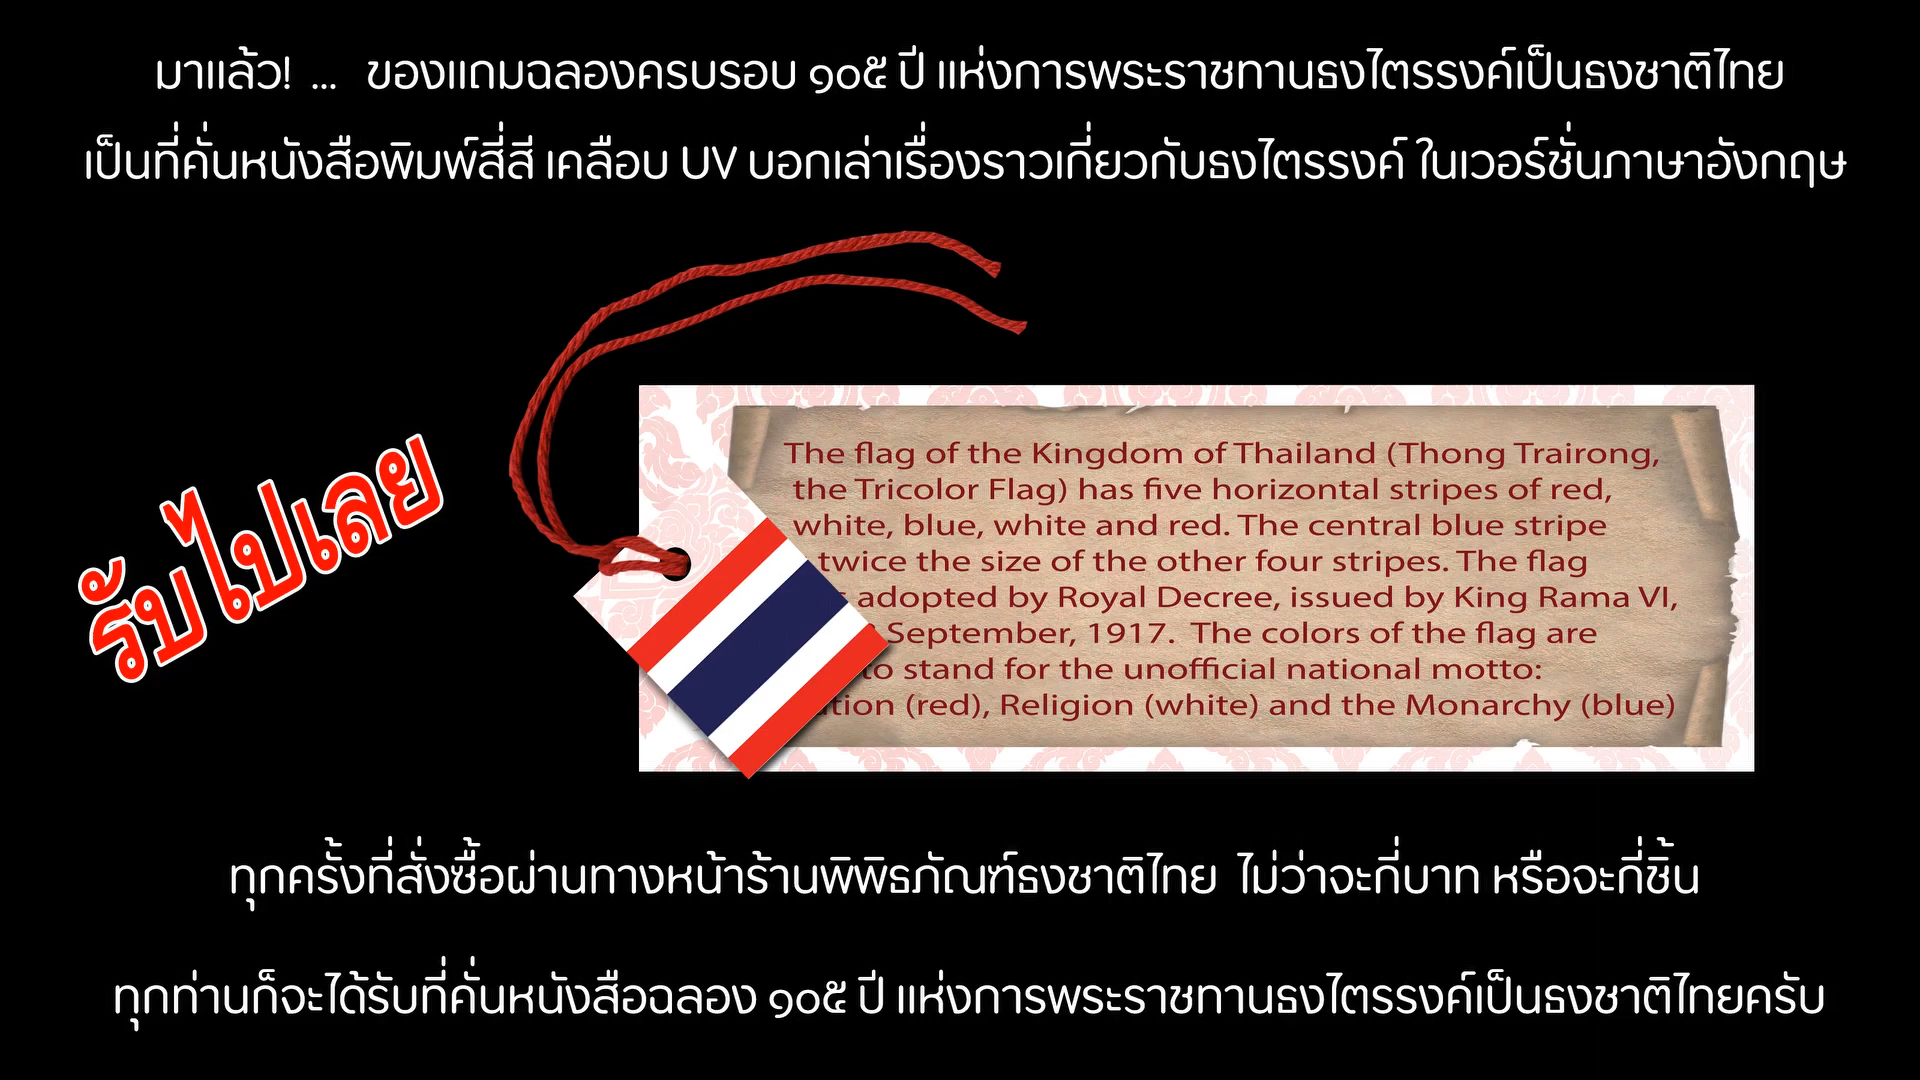 มาแล้ว! ... ของแถมฉลองครบรอบ ๑๐๕ ปี แห่งการพระราชทานธงไตรรงค์เป็นธงชาติไทย
เป็นที่คั่นหนังสือพิมพ์สี่สี เคลือบ UV บอกเล่าเรื่องราวเกี่ยวกับธงไตรรงค์ ในเวอร์ชั่นภาษาอังกฤษ
รับไปเลย
The flag of the Kingdom of Thailand (Thong Trairong,
the Tricolor Flag) has five horizontal stripes of red,
white, blue, white and red. The central blue stripe
twice the size of the other four stripes. The flag
adopted by Royal Decree, issued by King Rama VI,
September, 1917. The colors of the flag are
to stand for the unofficial national motto:
(red), Religion (white) and the Monarchy (blue)
ทุกครั้งที่สั่งซื้อผ่านทางหน้าร้านพิพิธภัณฑ์ธงชาติไทย ไม่ว่าจะกี่บาท หรือจะกี่ชิ้น
ทุกท่านก็จะได้รับที่คั่นหนังสือฉลอง ๑๐๕ ปี แห่งการพระราชทานธงไตรรงค์เป็นธงชาติไทยครับ